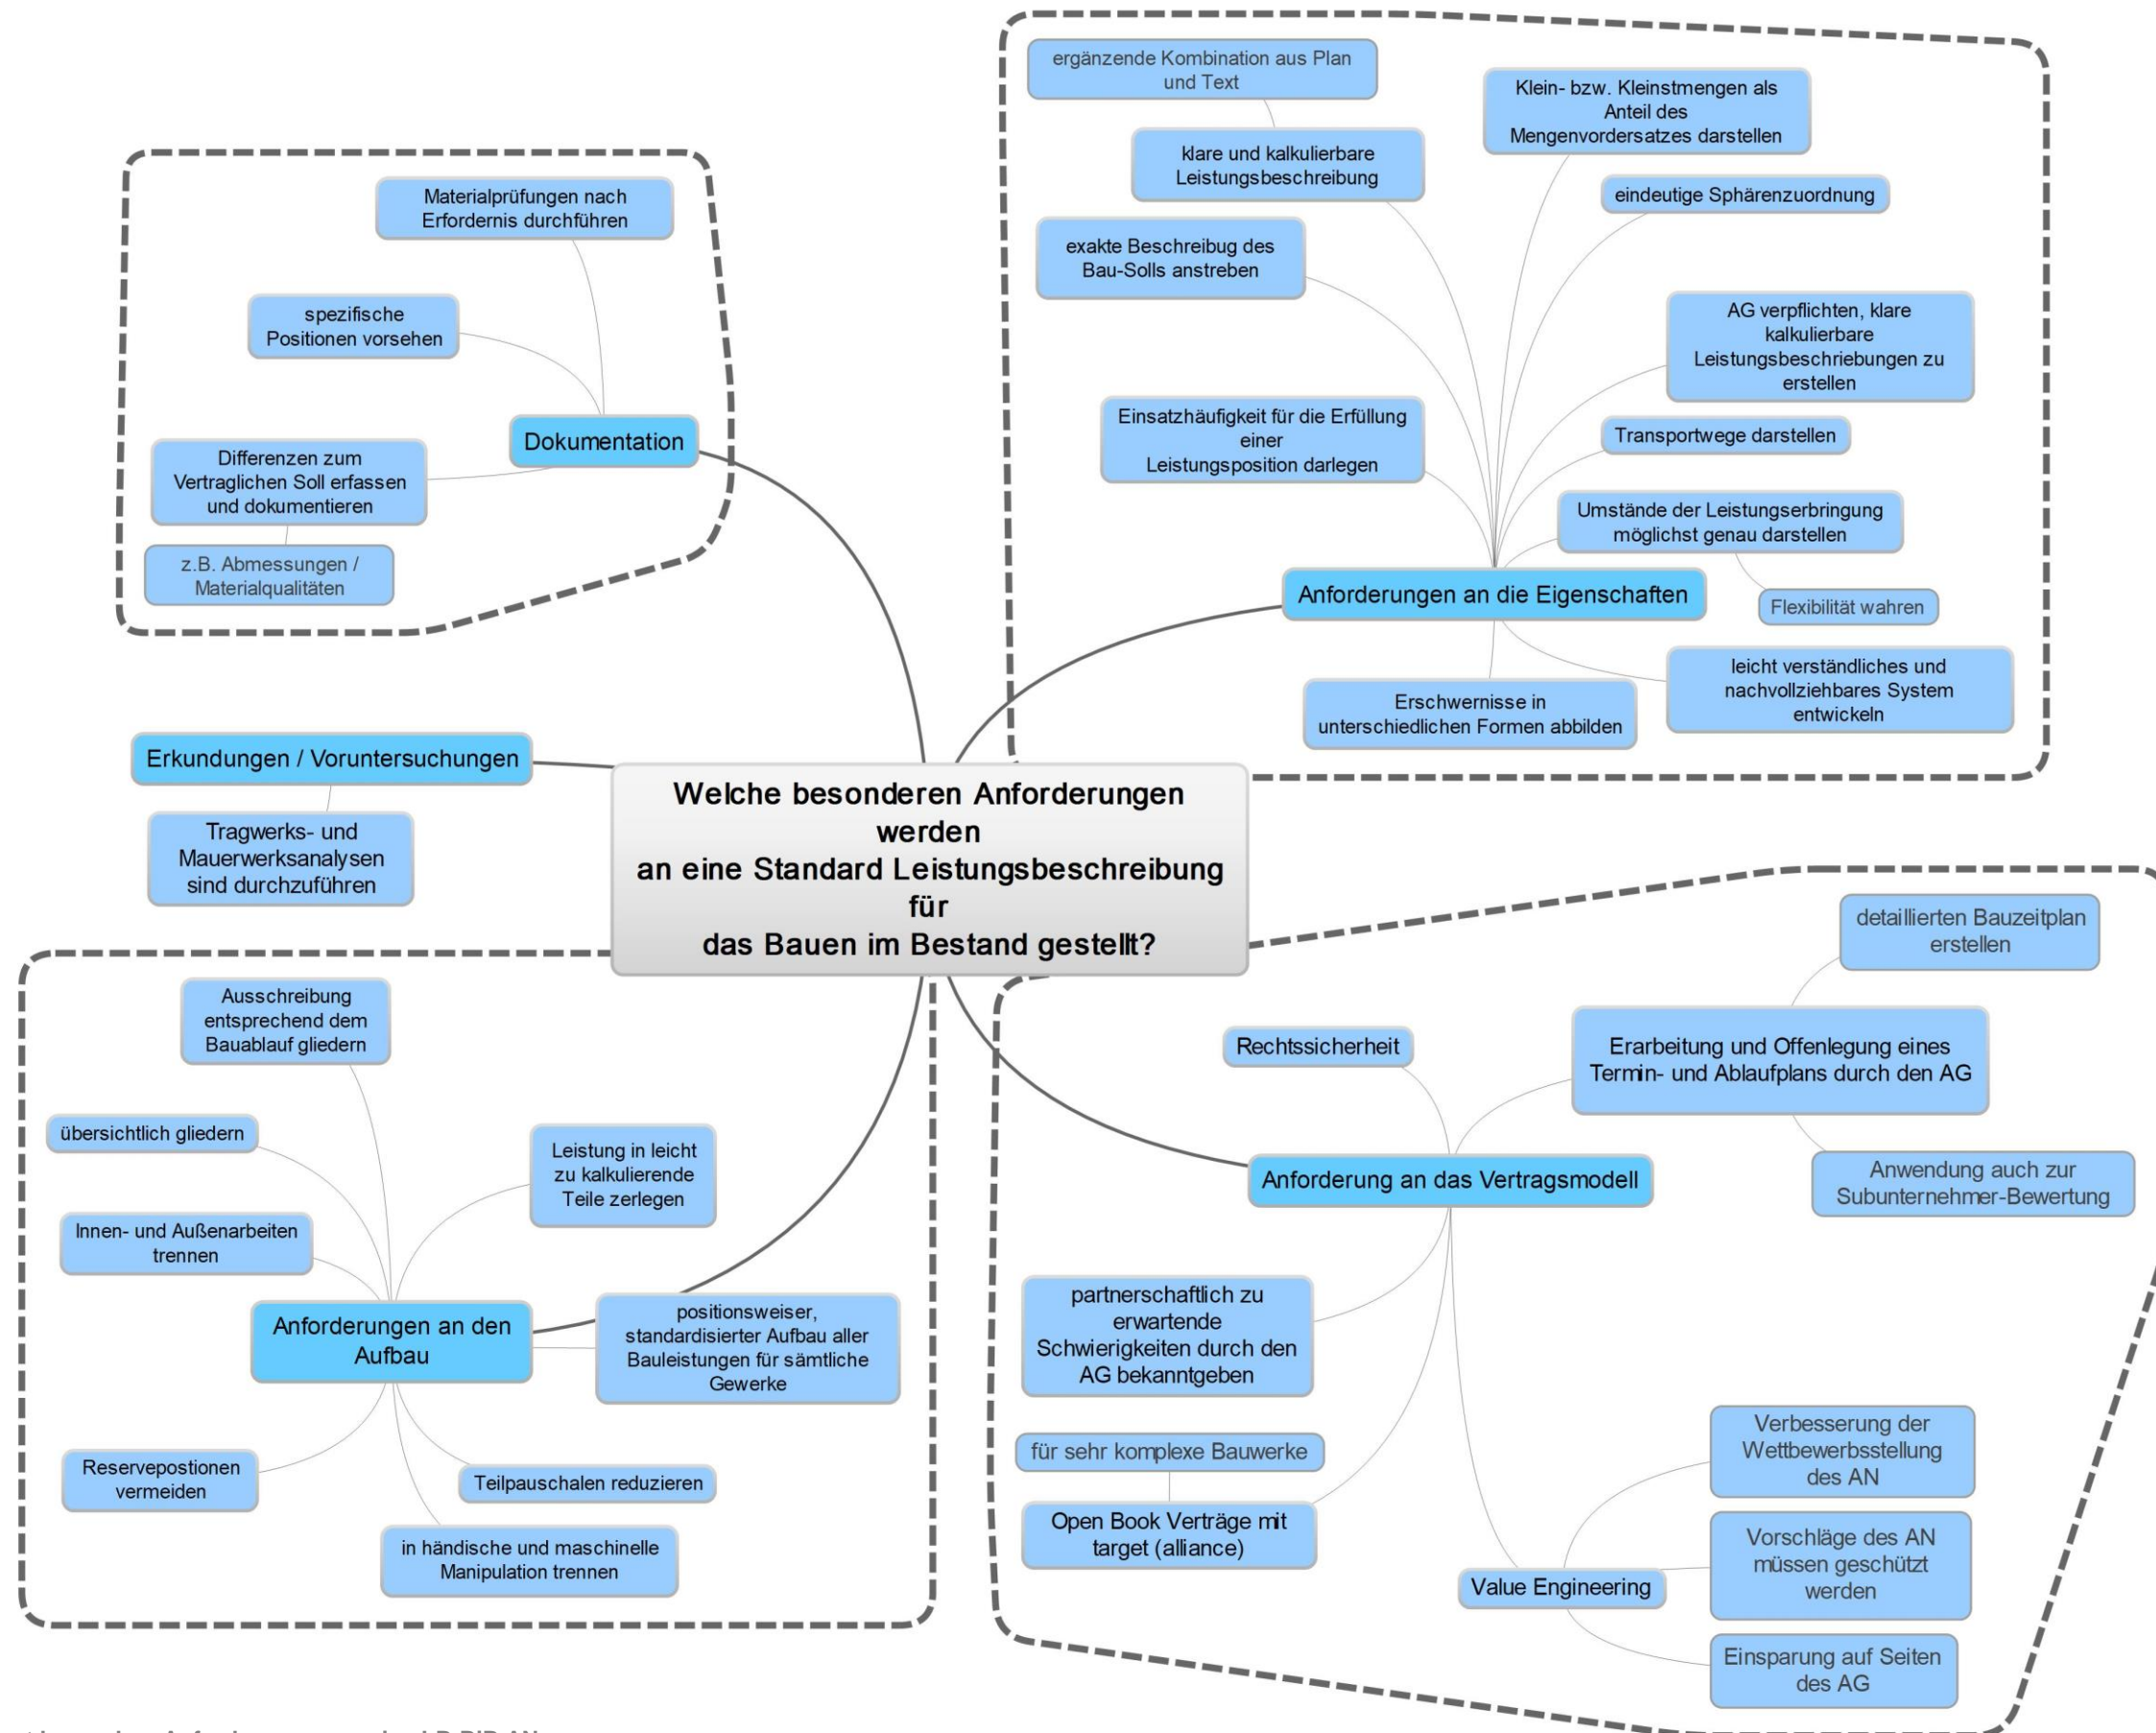 ergänzende Kombination aus Plan
und Text
Klein- bzw. Kleinstmengen als
Anteil des
Mengenvordersatzes darstellen
klare und kalkulierbare
Leistungsbeschreibung
eindeutige Sphärenzuordnung
exakte Beschreibug des
Bau-Solls anstreben
AG verpflichten, klare
kalkulierbare
Leistungsbeschriebungen zu
erstellen
Einsatzhäufigkeit für die Erfüllung
einer
Leistungsposition darlegen
Transportwege darstellen
Umstände der Leistungserbringung
möglichst genau darstellen
Anforderungen an die Eigenschaften
Flexibilität wahren
leicht verständliches und
nachvollziehbares System
entwickeln
Erschwernisse in
unterschiedlichen Formen abbilden
Materialprüfungen nach
Erfordernis durchführen
spezifische
Positionen vorsehen
Dokumentation
Differenzen zum
Vertraglichen Soll erfassen
und dokumentieren
z.B. Abmessungen /
Materialqualitäten
Erkundungen / Voruntersuchungen
Tragwerks- und
Mauerwerksanalysen
sind durchzuführen
Welche besonderen Anforderungen
werden
an eine Standard Leistungsbeschreibung
für
das Bauen im Bestand gestellt?
Ausschreibung
entsprechend dem
Bauablauf gliedern
übersichtlich gliedern
Leistung in leicht
zu kalkulierende
Teile zerlegen
Innen- und Außenarbeiten
trennen
Anforderungen an den
Aufbau
positionsweiser,
standardisierter Aufbau aller
Bauleistungen für sämtliche
Gewerke
Reservepostionen
vermeiden
Teilpauschalen reduzieren
in händische und maschinelle
Manipulation trennen
detaillierten Bauzeitplan
erstellen
Rechtssicherheit
Erarbeitung und Offenlegung eines
Termin- und Ablaufplans durch den AG
Anforderung an das Vertragsmodell
Anwendung auch zur
Subunternehmer-Bewertung
partnerschaftlich zu
erwartende
Schwierigkeiten durch den
AG bekanntgeben
für sehr komplexe Bauwerke
Open Book Verträge mit
target (alliance)
Verbesserung der
Wettbewerbsstellung
des AN
Vorschläge des AN
müssen geschützt
werden
Value Engineering
Einsparung auf Seiten
des AG